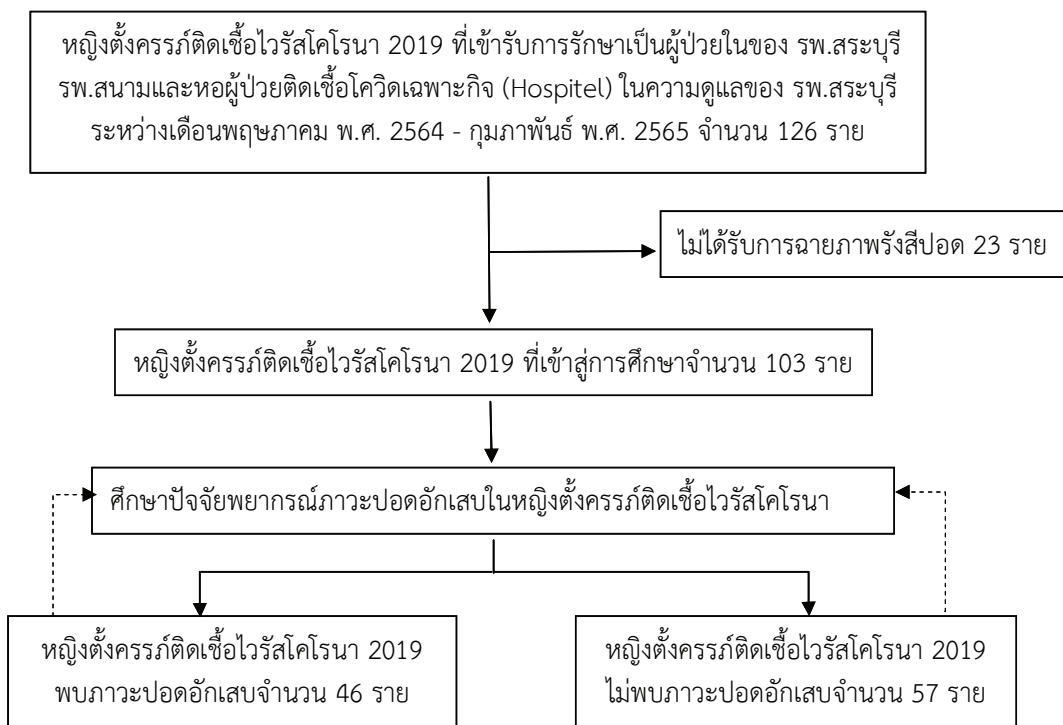 หญิงตั้งครรภ์ติดเชื้อไวรัสโคโรนา 2019 ที่เข้ารับการรักษาเป็นผู้ป่วยในของ รพ.สระบุรี
รพ.สนามและหอผู้ป่วยติดเชื้อโควิดเฉพาะกิจ (Hospitel) ในความดูแลของ รพ.สระบุรี
ระหว่างเดือนพฤษภาคม พ.ศ. 2564 - กุมภาพันธ์ พ.ศ. 2565 จำนวน 126 ราย
ไม่ได้รับการฉายภาพรังสีปอด 23 ราย
หญิงตั้งครรภ์ติดเชื้อไวรัสโคโรนา 2019 ที่เข้าสู่การศึกษาจำนวน 103 ราย
ศึกษาปัจจัยพยากรณ์ภาวะปอดอักเสบในหญิงตั้งครรภ์ติดเชื้อไวรัสโคโรนา
หญิงตั้งครรภ์ติดเชื้อไวรัสโคโรนา 2019
พบภาวะปอดอักเสบจำนวน 46 ราย
หญิงตั้งครรภ์ติดเชื้อไวรัสโคโรนา 2019
ไม่พบภาวะปอดอักเสบจำนวน 57 ราย